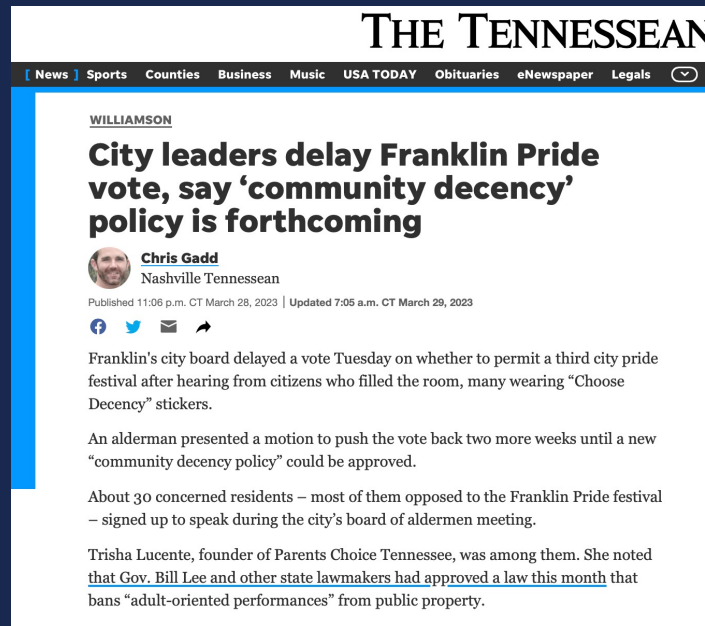 THE TENNESSEAN
[ News ] Sports Counties Business Music USA TODAY Obituaries eNewspaper Legals
WILLIAMSON
City leaders delay Franklin Pride
vote, say ‘community decency’
policy is forthcoming
Chris Gadd
Nashville Tennessean
Published 11:06 p.m. CT March 28, 2023 | Updated 7:05 a.m. CT March 29, 2023
Franklin's city board delayed a vote Tuesday on whether to permit a third city pride
festival after hearing from citizens who filled the room, many wearing “Choose
Decency” stickers.
An alderman presented a motion to push the vote back two more weeks until a new
“community decency policy” could be approved.
About 30 concerned residents – most of them opposed to the Franklin Pride festival
– signed up to speak during the city’s board of aldermen meeting.
Trisha Lucente, founder of Parents Choice Tennessee, was among them. She noted
that Gov. Bill Lee and other state lawmakers had approved a law this month that
bans “adult-oriented performances” from public property.